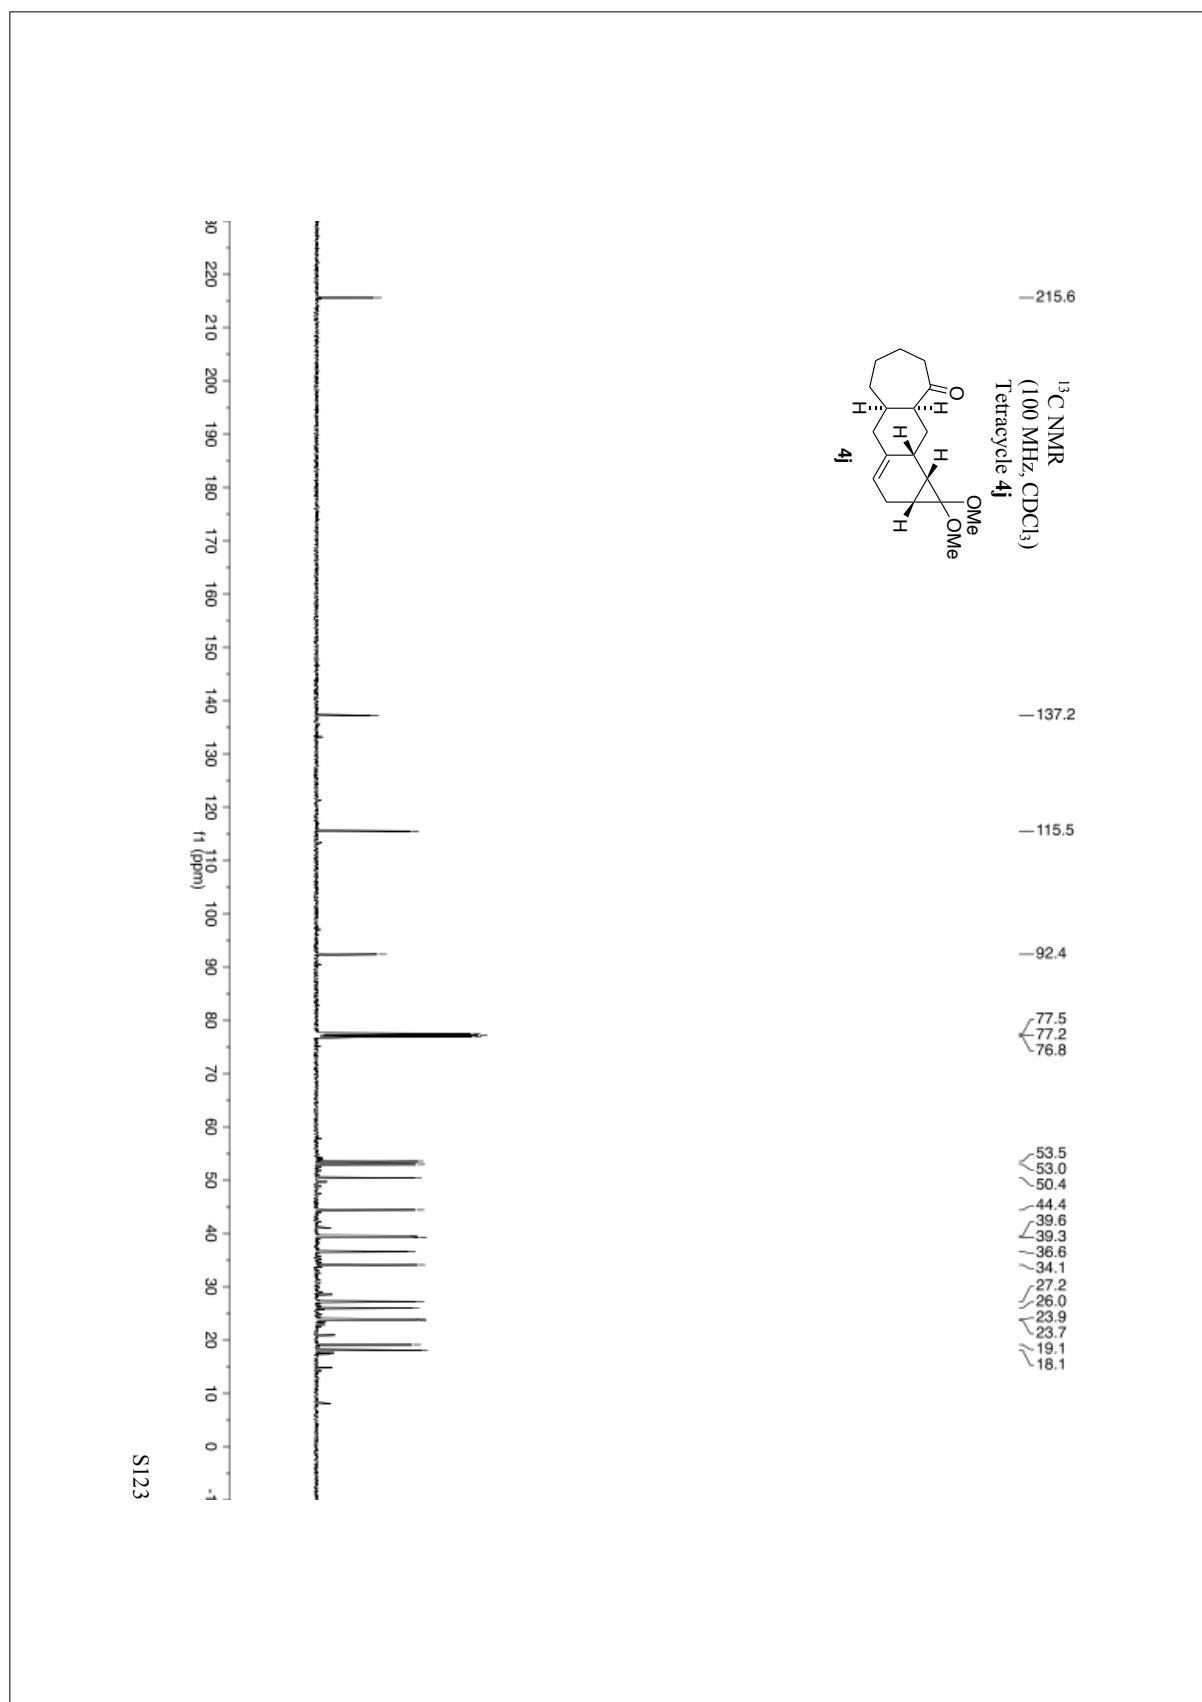 ¹³C NMR
(100 MHz, CDCl₃)
Tetracycle 4j
O
H
H
H
H
H
OMe
OMe
4j
215.6
137.2
115.5
92.4
77.5
77.2
76.8
53.5
53.0
50.4
44.4
39.6
39.3
36.6
34.1
27.2
26.0
23.9
23.7
19.1
18.1
30 220 210 200 190 180 170 160 150 140 130 120 110 100 90 80 70 60 50 40 30 20 10 0 -1
f1 (ppm)
S123